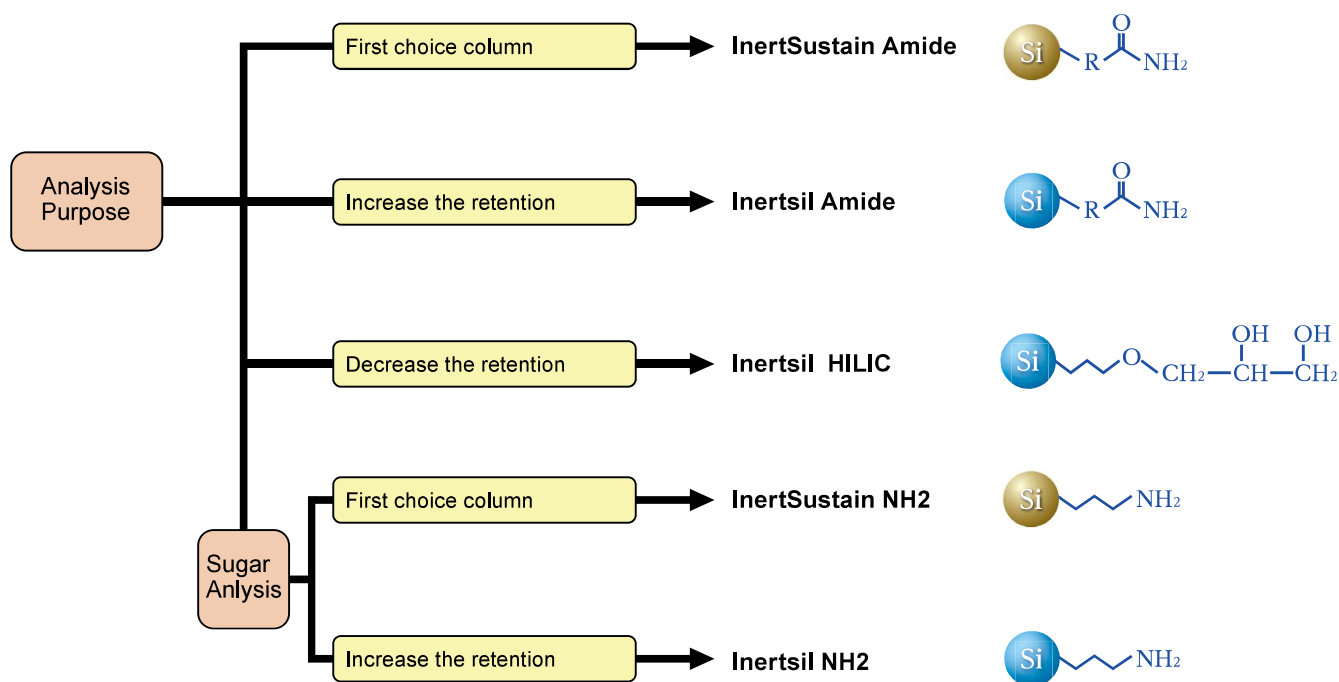 First choice column
InertSustain Amide
Si
R
O
NH2
Analysis
Purpose
Increase the retention
Inertsil Amide
Si
R
O
NH2
Decrease the retention
Inertsil HILIC
Si
O
CH2
OH
CH
OH
CH2
First choice column
InertSustain NH2
Si
NH2
Sugar
Anlysis
Increase the retention
Inertsil NH2
Si
NH2